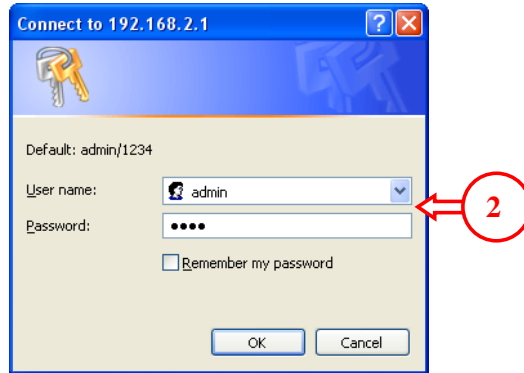 Connect to 192.168.2.1
Default: admin/1234
User name: admin
Password: ••••
Remember my password
OK Cancel
2